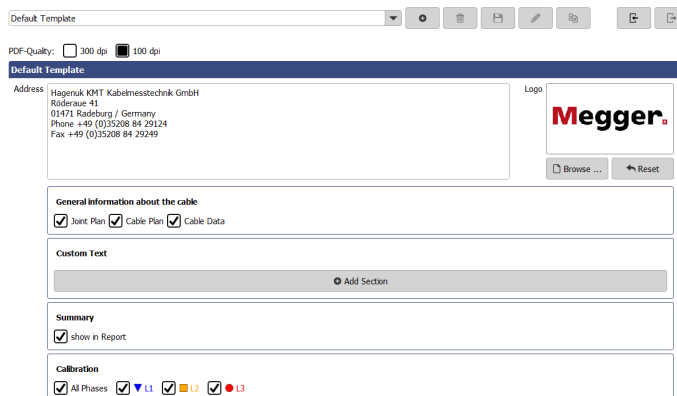 Default Template
PDF-Quality: 300 dpi 100 dpi
Default Template
Address
Hagenuk KMT Kabelmesstechnik GmbH
Röderaue 41
01471 Radeburg / Germany
Phone +49 (0)35208 84 29124
Fax +49 (0)35208 84 29249
Logo
Megger.
Browse ... Reset
General information about the cable
Joint Plan Cable Plan Cable Data
Custom Text
Add Section
Summary
show in Report
Calibration
All Phases L1 L2 L3